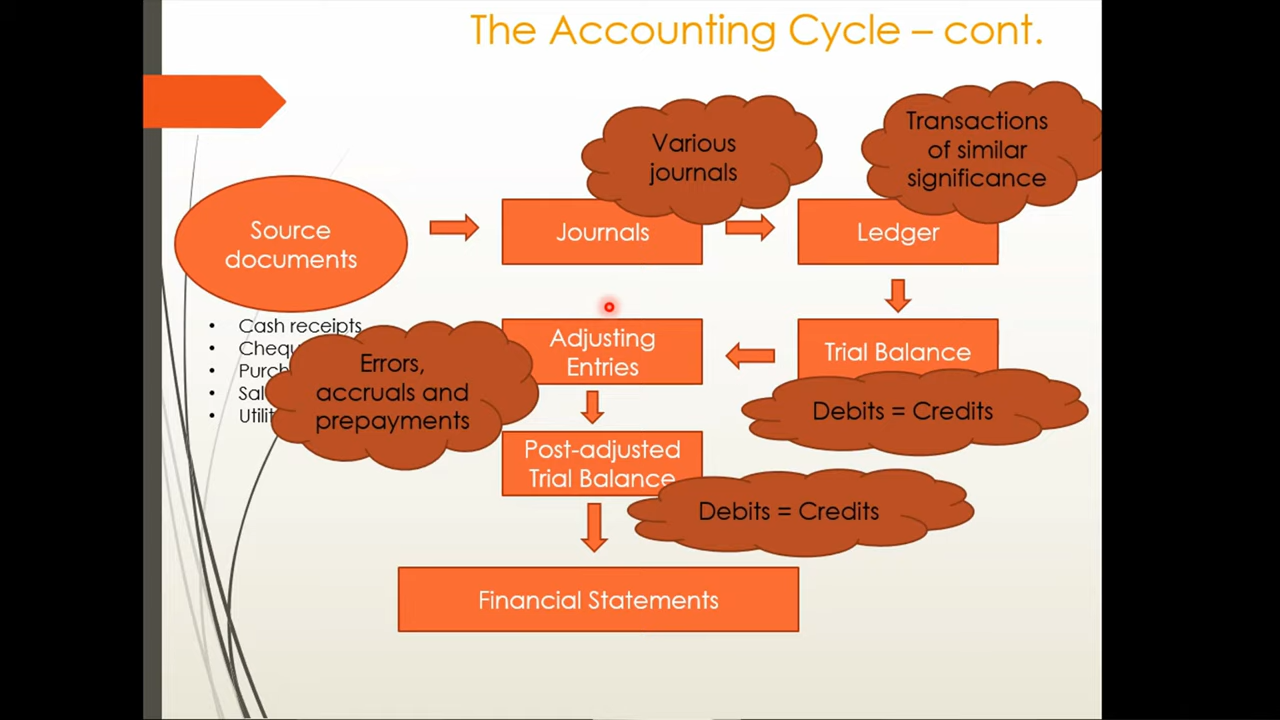 The Accounting Cycle – cont.
Various
journals
Transactions
of similar
significance
Source
documents
Journals
Ledger
• Cash receipts
•
•
•
•
Errors,
accruals and
prepayments
Adjusting
Entries
Trial Balance
Debits = Credits
Post-adjusted
Trial Balance
Debits = Credits
Financial Statements